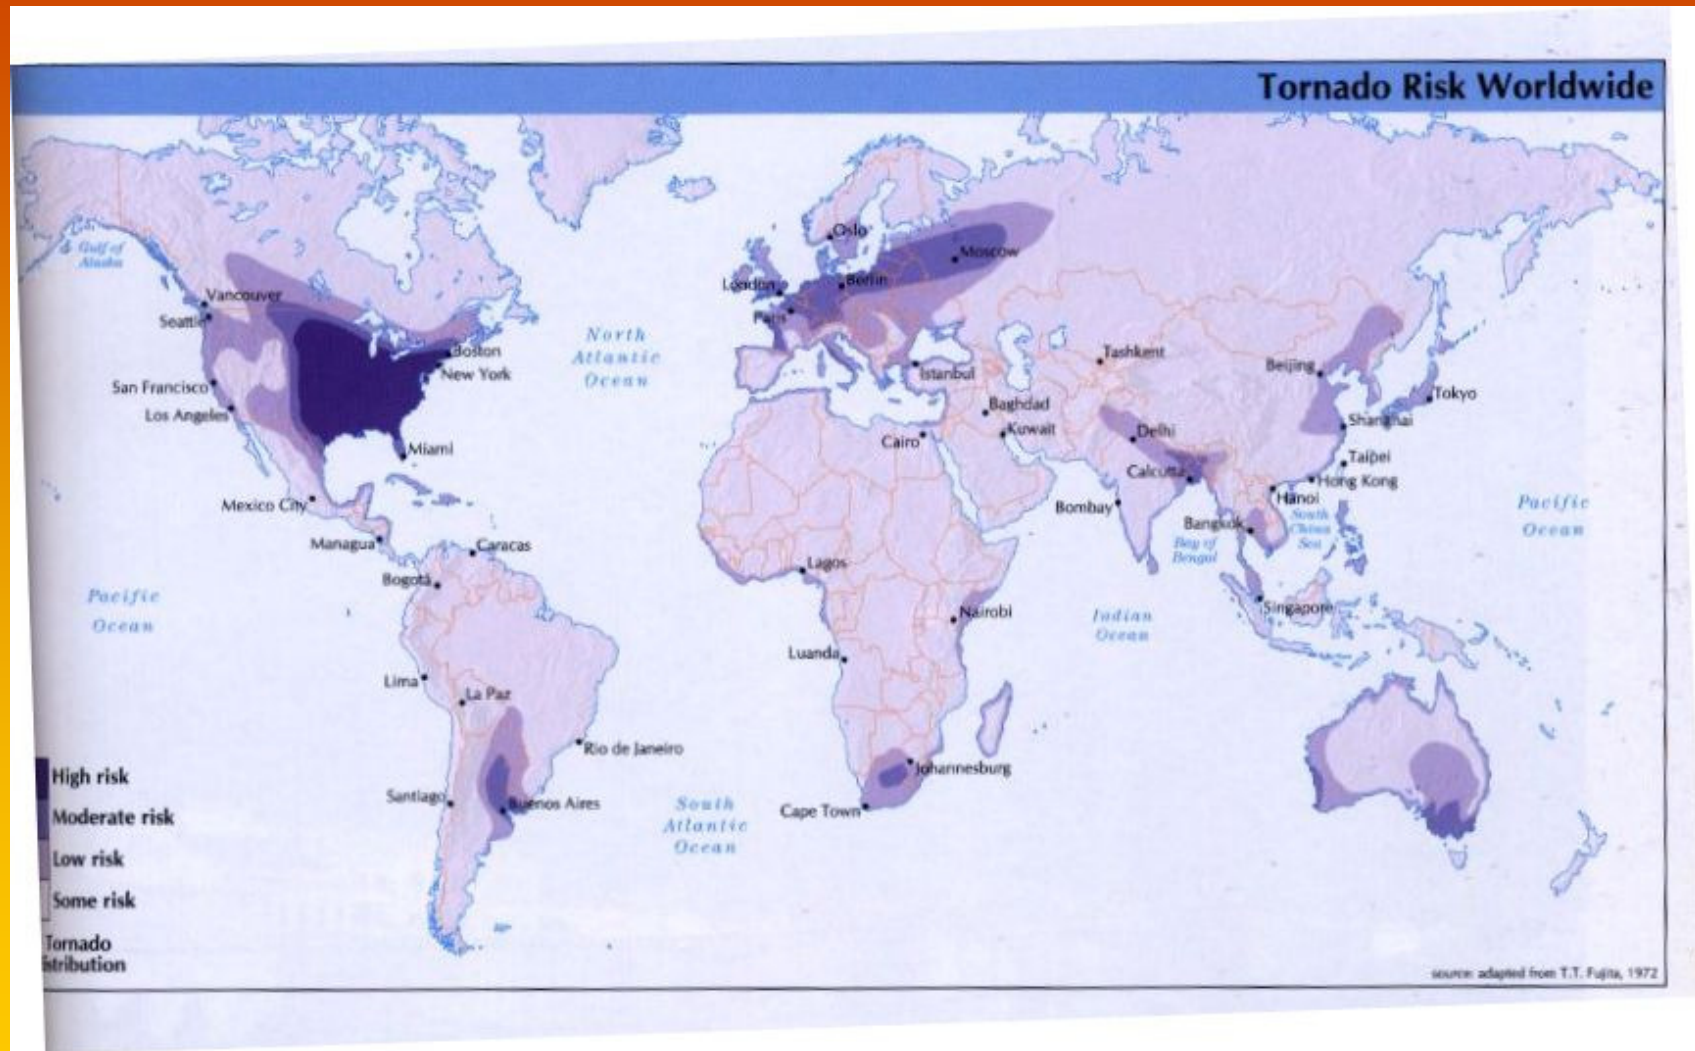 Tornado Risk Worldwide
Gulf of
Alaska
Vancouver
Seattle
San Francisco
Los Angeles
Boston
New York
Miami
Mexico City
Managua
Caracas
Bogotá
Lima
La Paz
Rio de Janeiro
Santiago
Buenos Aires
North
Atlantic
Ocean
Pacific
Ocean
South
Atlantic
Ocean
Oslo
Moscow
London
Berlin
Paris
Istanbul
Tashkent
Baghdad
Kuwait
Cairo
Delhi
Calcutta
Bombay
Beijing
Tokyo
Shanghai
Taipei
Hong Kong
Hanoi
Bangkok
South
China
Sea
Bay of
Bengal
Singapore
Lagos
Nairobi
Luanda
Indian
Ocean
Pacific
Ocean
Johannesburg
Cape Town
High risk
Moderate risk
Low risk
Some risk
Tornado
istribution
source: adapted from T.T. Fujita, 1972